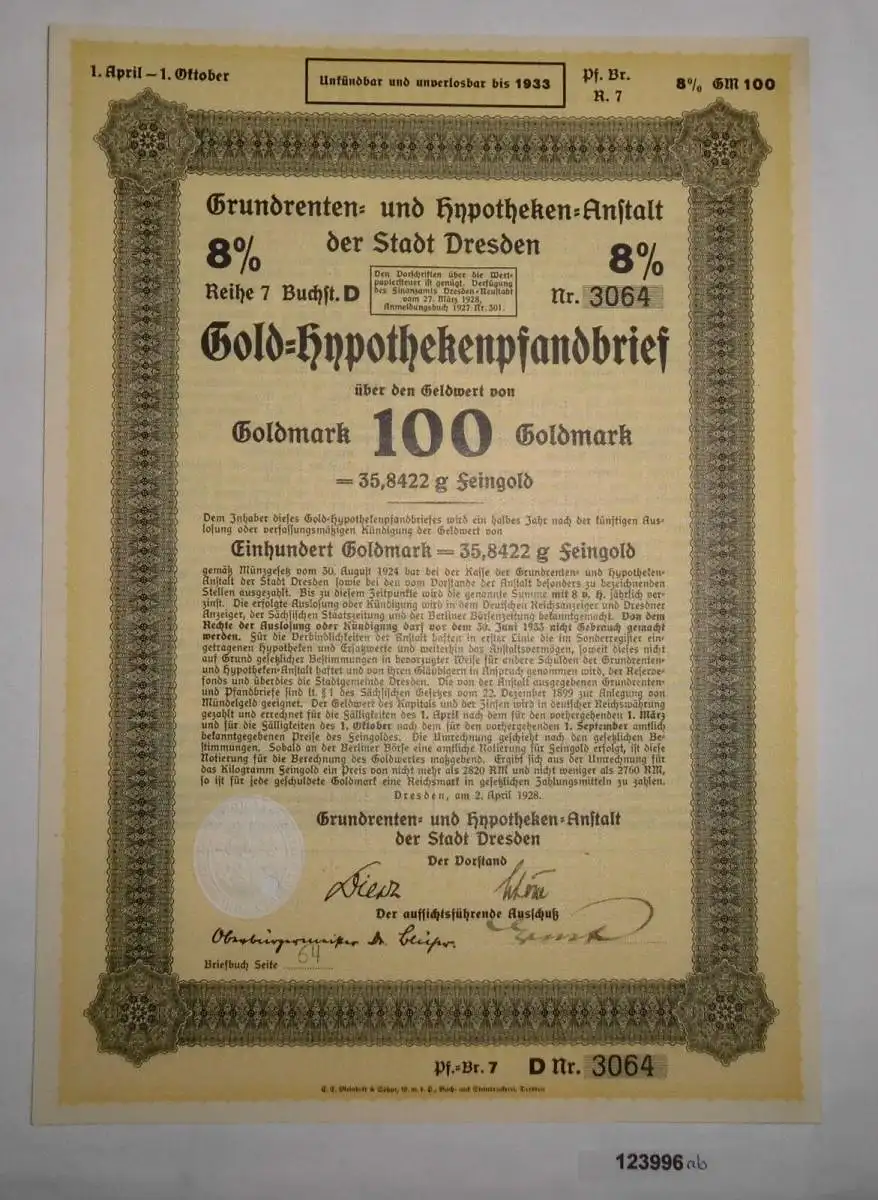 1. April – 1. Oktober
Unkündbar und unverlosbar bis 1933
Pf. Br.
R. 7
8% GM 100
Grundrenten- und Hypotheken-Anstalt
der Stadt Dresden
8%
8%
Reihe 7 Buchst. D
Den Vorschriften über die Wert-
papiersteuer ist genügt. Verfügung
des Finanzamts Dresden-Neustadt
vom 27. März 1928,
Anmeldungsbuch 1927 Nr. 301.
Nr. 3064
Gold-Hypothekenpfandbrief
über den Geldwert von
Goldmark 100 Goldmark
= 35,8422 g Feingold
Dem Inhaber dieses Gold-Hypothekenpfandbriefes wird ein halbes Jahr nach der künftigen Aus-
losung oder verfassungsmäßigen Kündigung der Geldwert von
Einhundert Goldmark = 35,8422 g Feingold
gemäß Münzgesetz vom 30. August 1924 bar bei der Kasse der Grundrenten- und Hypotheken-
Anstalt der Stadt Dresden sowie bei den vom Vorstande der Anstalt besonders zu bezeichnenden
Stellen ausgezahlt. Bis zu diesem Zeitpunkte wird die genannte Summe mit 8 v. H. jährlich ver-
zinst. Die erfolgte Auslosung oder Kündigung wird in dem Deutschen Reichsanzeiger und Dresdner
Anzeiger, der Sächsischen Staatszeitung und der Berliner Börsenzeitung bekanntgemacht. Von dem
Rechte der Auslosung oder Kündigung darf vor dem 30. Juni 1933 nicht Gebrauch gemacht
werden. Für die Verbindlichkeiten der Anstalt haften in erster Linie die im Sonderregister ein-
getragenen Hypotheken und Ersatzwerte und weiterhin das Anstaltsvermögen, soweit dieses nicht
auf Grund gesetzlicher Bestimmungen in bevorzugter Weise für andere Schulden der Grundrenten-
und Hypotheken-Anstalt haftet und von ihren Gläubigern in Anspruch genommen wird, der Reserve-
fonds und überdies die Stadtgemeinde Dresden. Die von der Anstalt ausgegebenen Grundrenten-
und Pfandbriefe sind lt. § 1 des Sächsischen Gesetzes vom 22. Dezember 1899 zur Anlegung von
Mündelgeld geeignet. Der Geldwert des Kapitals und der Zinsen wird in deutscher Reichswährung
gezahlt und errechnet für die Fälligkeiten des 1. April nach dem für den vorhergehenden 1. März
und für die Fälligkeiten des 1. Oktober nach dem für den vorhergehenden 1. September amtlich
bekanntgegebenen Preise des Feingoldes. Die Umrechnung geschieht nach den gesetzlichen Be-
stimmungen. Sobald an der Berliner Börse eine amtliche Notierung für Feingold erfolgt, ist diese
Notierung für die Berechnung des Goldwertes maßgebend. Ergibt sich aus der Umrechnung für
das Kilogramm Feingold ein Preis von nicht mehr als 2820 RM und nicht weniger als 2760 RM,
so ist für jede geschuldete Goldmark eine Reichsmark in gesetzlichen Zahlungsmitteln zu zahlen.
Dresden, am 2. April 1928.
Grundrenten- und Hypotheken-Anstalt
der Stadt Dresden
Der Vorstand
Der aufsichtsführende Ausschuß
Oberbürgermeister Dr. Blüher.
Briefbuch Seite 64
Pf.-Br. 7 D Nr. 3064
123996 ab